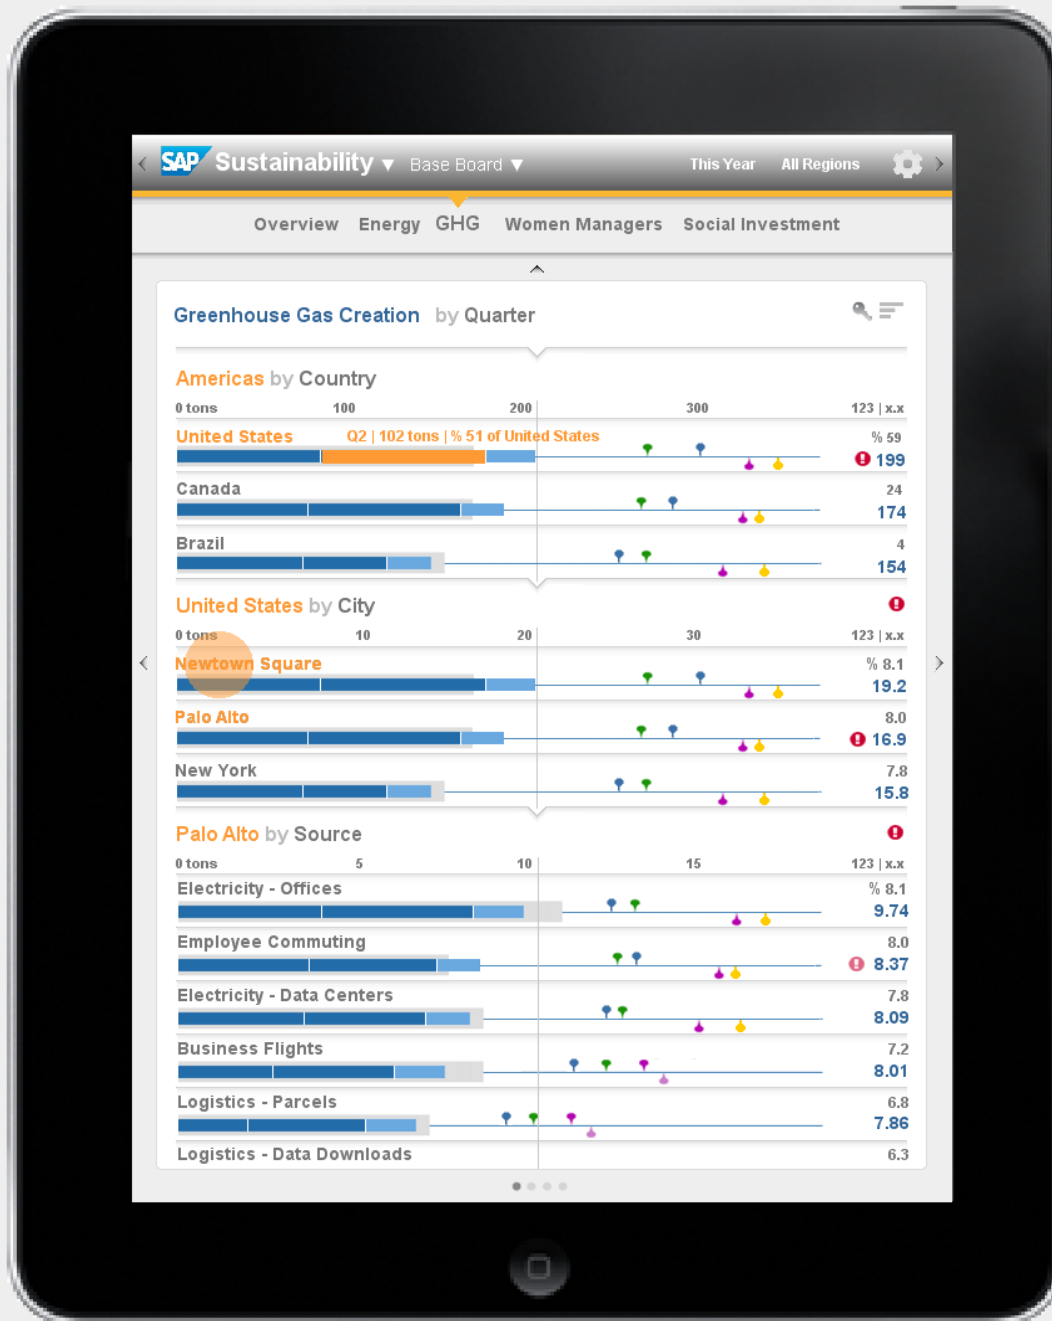 SAP Sustainability Base Board This Year All Regions
Overview Energy GHG Women Managers Social Investment
Greenhouse Gas Creation by Quarter
Americas by Country
0 tons 100 200 300 123 | x.x
United States Q2 | 102 tons | % 51 of United States % 59
199
Canada 24
174
Brazil 4
154
United States by City
0 tons 10 20 30 123 | x.x
Newtown Square % 8.1
19.2
Palo Alto 8.0
16.9
New York 7.8
15.8
Palo Alto by Source
0 tons 5 10 15 123 | x.x
Electricity - Offices % 8.1
9.74
Employee Commuting 8.0
8.37
Electricity - Data Centers 7.8
8.09
Business Flights 7.2
8.01
Logistics - Parcels 6.8
7.86
Logistics - Data Downloads 6.3